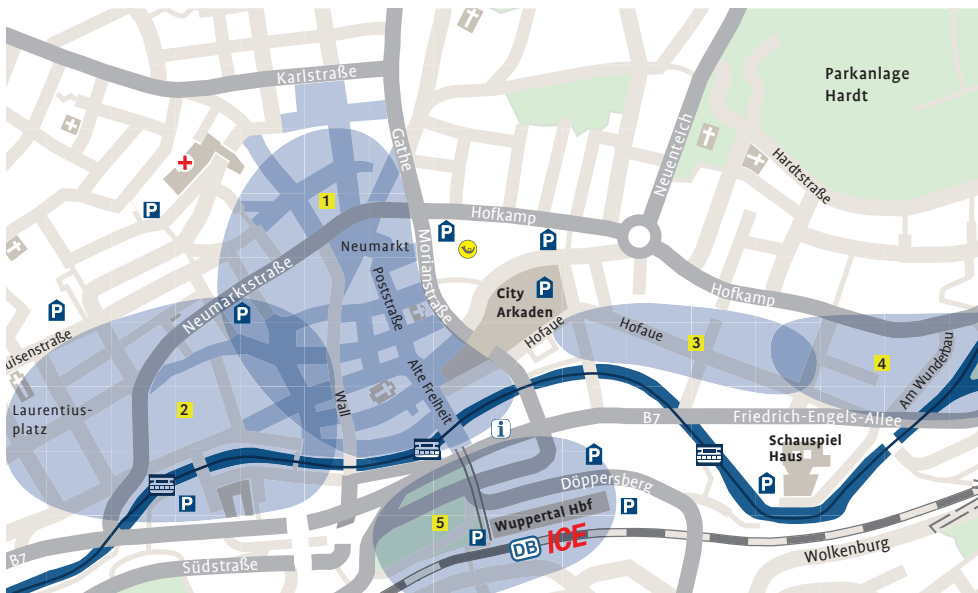 Karlstraße
Parkanlage
Hardt
Gathe
Neuenteich
Hardtstraße
P
1
Hofkamp
Neumarkt
Morianstraße
P
P
Neumarktstraße
Poststraße
City
Arkaden
P
Hofaue
Hofkamp
P
P
uisenstraße
Hofaue
3
4
Am Wunderbau
Alte Freiheit
Laurentius-
platz
2
Wall
i
B7
Friedrich-Engels-Allee
Schauspiel
Haus
P
P
P
Döppersberg
P
5
Wuppertal Hbf
P
DB
ICE
B7
Südstraße
Wolkenburg